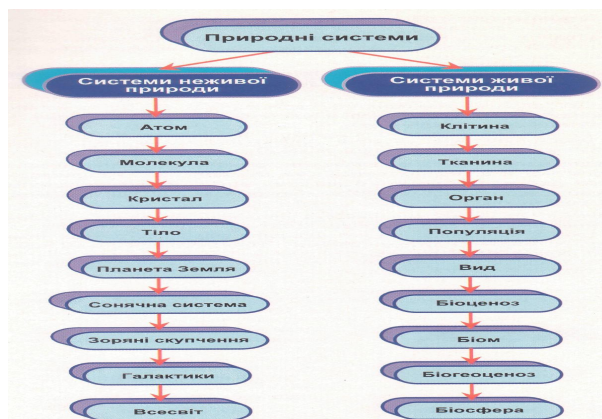 Природні системи
Системи неживої
природи
Системи живої
природи
Атом
Клітина
Молекула
Тканина
Кристал
Орган
Тіло
Популяція
Планета Земля
Вид
Сонячна система
Біоценоз
Зоряні скупчення
Біом
Галактики
Біогеоценоз
Всесвіт
Біосфера